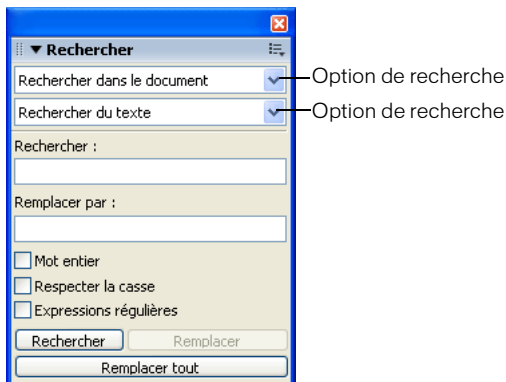 Rechercher
Rechercher dans le document
Option de recherche
Rechercher du texte
Option de recherche
Rechercher :
Remplacer par :
Mot entier
Respecter la casse
Expressions régulières
Rechercher Remplacer
Remplacer tout